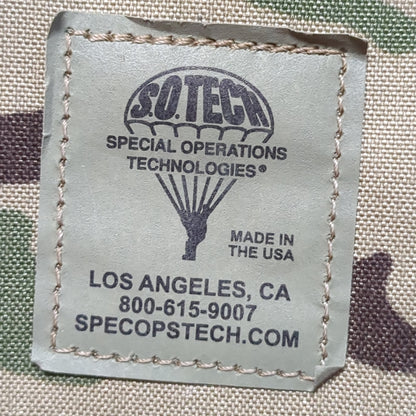 S.O.TECH
SPECIAL OPERATIONS
TECHNOLOGIES®
MADE IN
THE USA
LOS ANGELES, CA
800-615-9007
SPECOPSTECH.COM